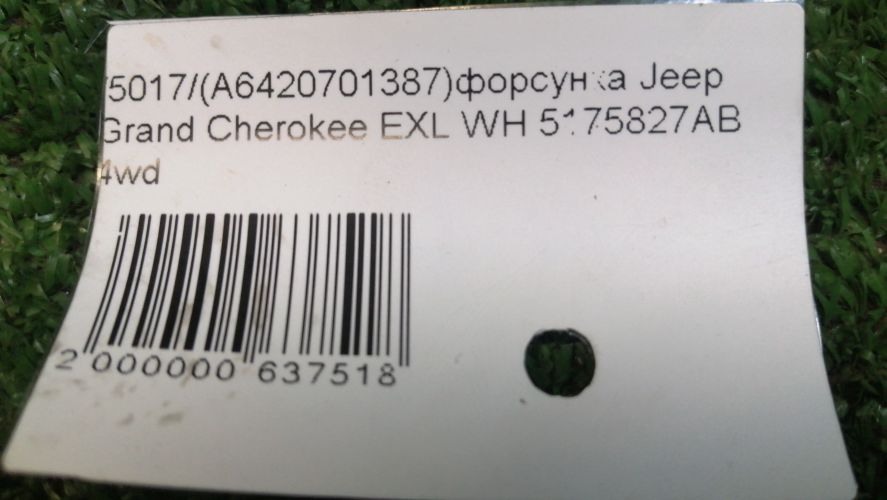 5017/(A6420701387)форсунка Jeep
Grand Cherokee EXL WH 5175827AB
4wd
2 000000 637518